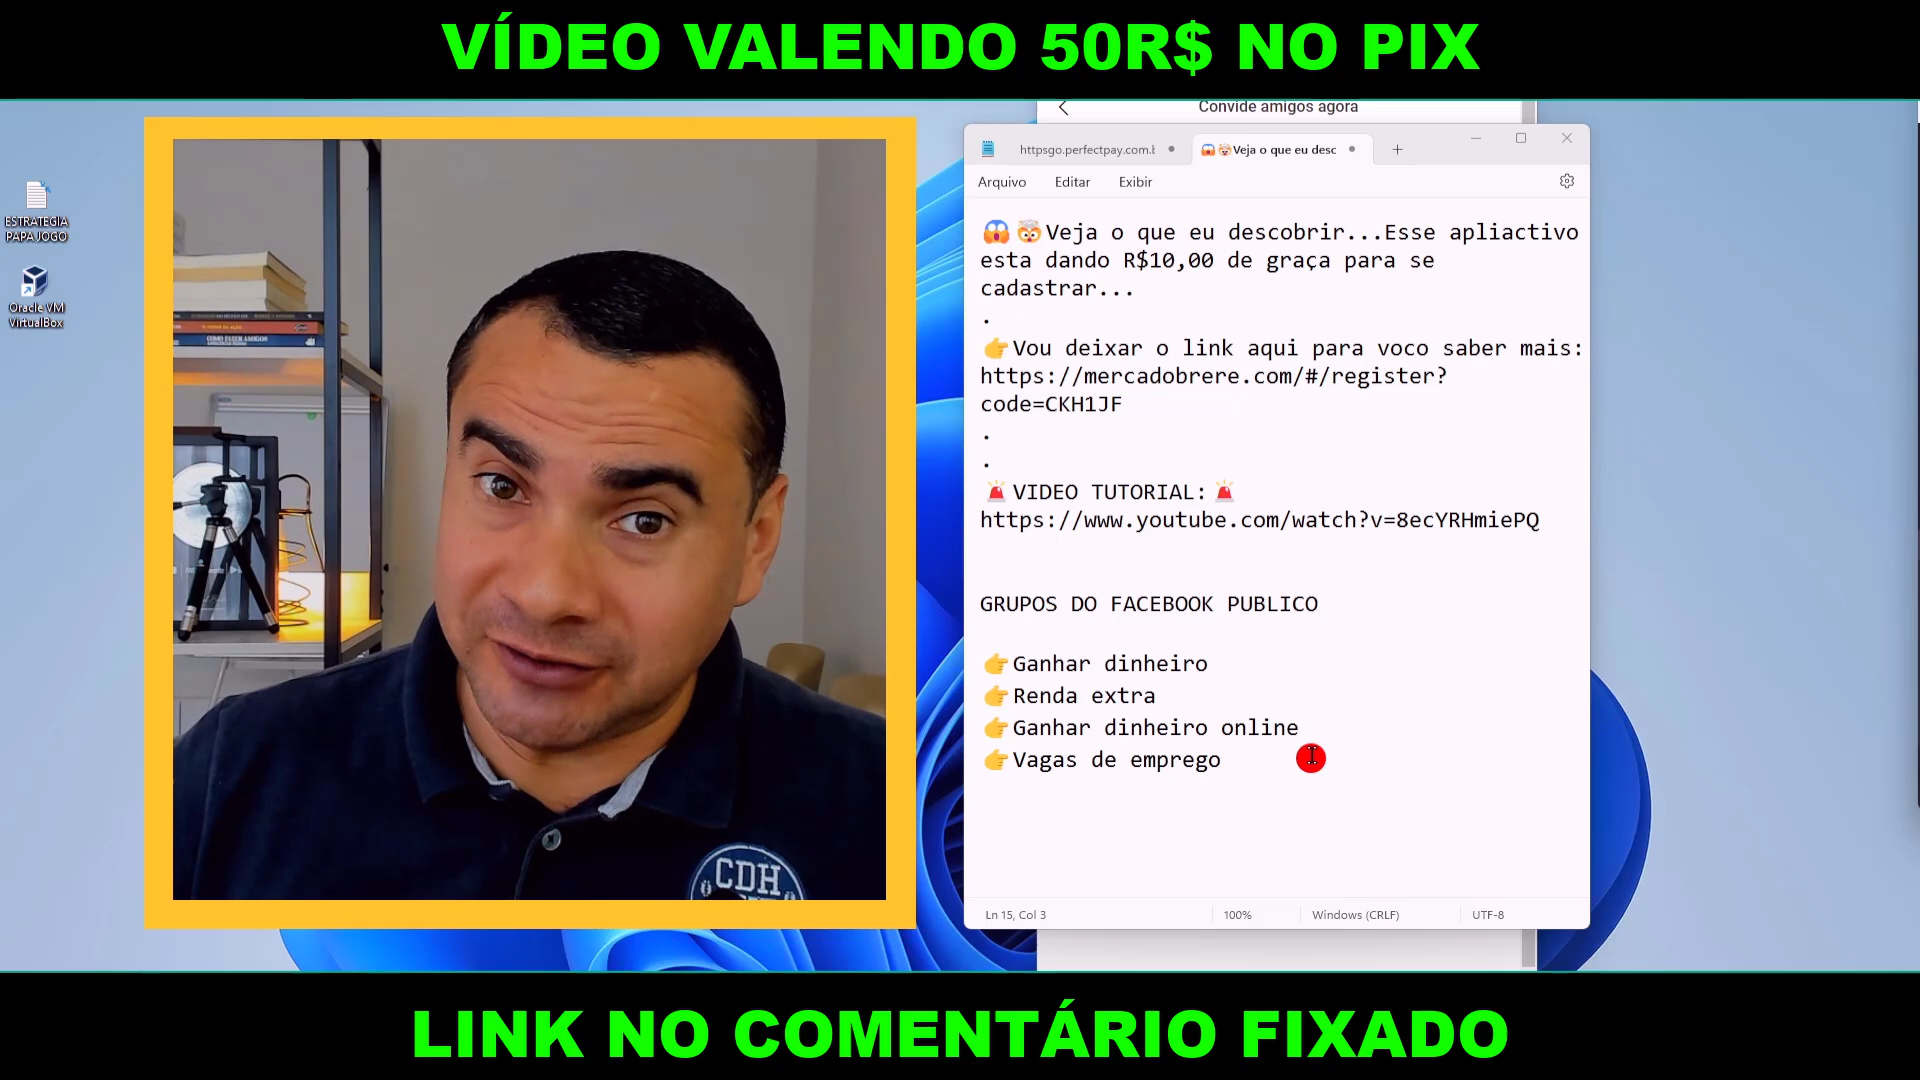 VÍDEO VALENDO 50R$ NO PIX
Convide amigos agora
ESTRATEGIA
PAPA JOGO
Oracle VM
VirtualBox
COMO FAZER AMIGOS
CDH
httpsgo.perfectpay.com.b
😱🤯Veja o que eu desc
Arquivo Editar Exibir
😱🤯Veja o que eu descobrir...Esse apliactivo
esta dando R$10,00 de graça para se
cadastrar...
.
👉Vou deixar o link aqui para voco saber mais:
https://mercadobrere.com/#/register?
code=CKH1JF
.
.
🚨VIDEO TUTORIAL:🚨
https://www.youtube.com/watch?v=8ecYRHmiePQ
GRUPOS DO FACEBOOK PUBLICO
👉Ganhar dinheiro
👉Renda extra
👉Ganhar dinheiro online
👉Vagas de emprego
Ln 15, Col 3 100% Windows (CRLF) UTF-8
LINK NO COMENTÁRIO FIXADO